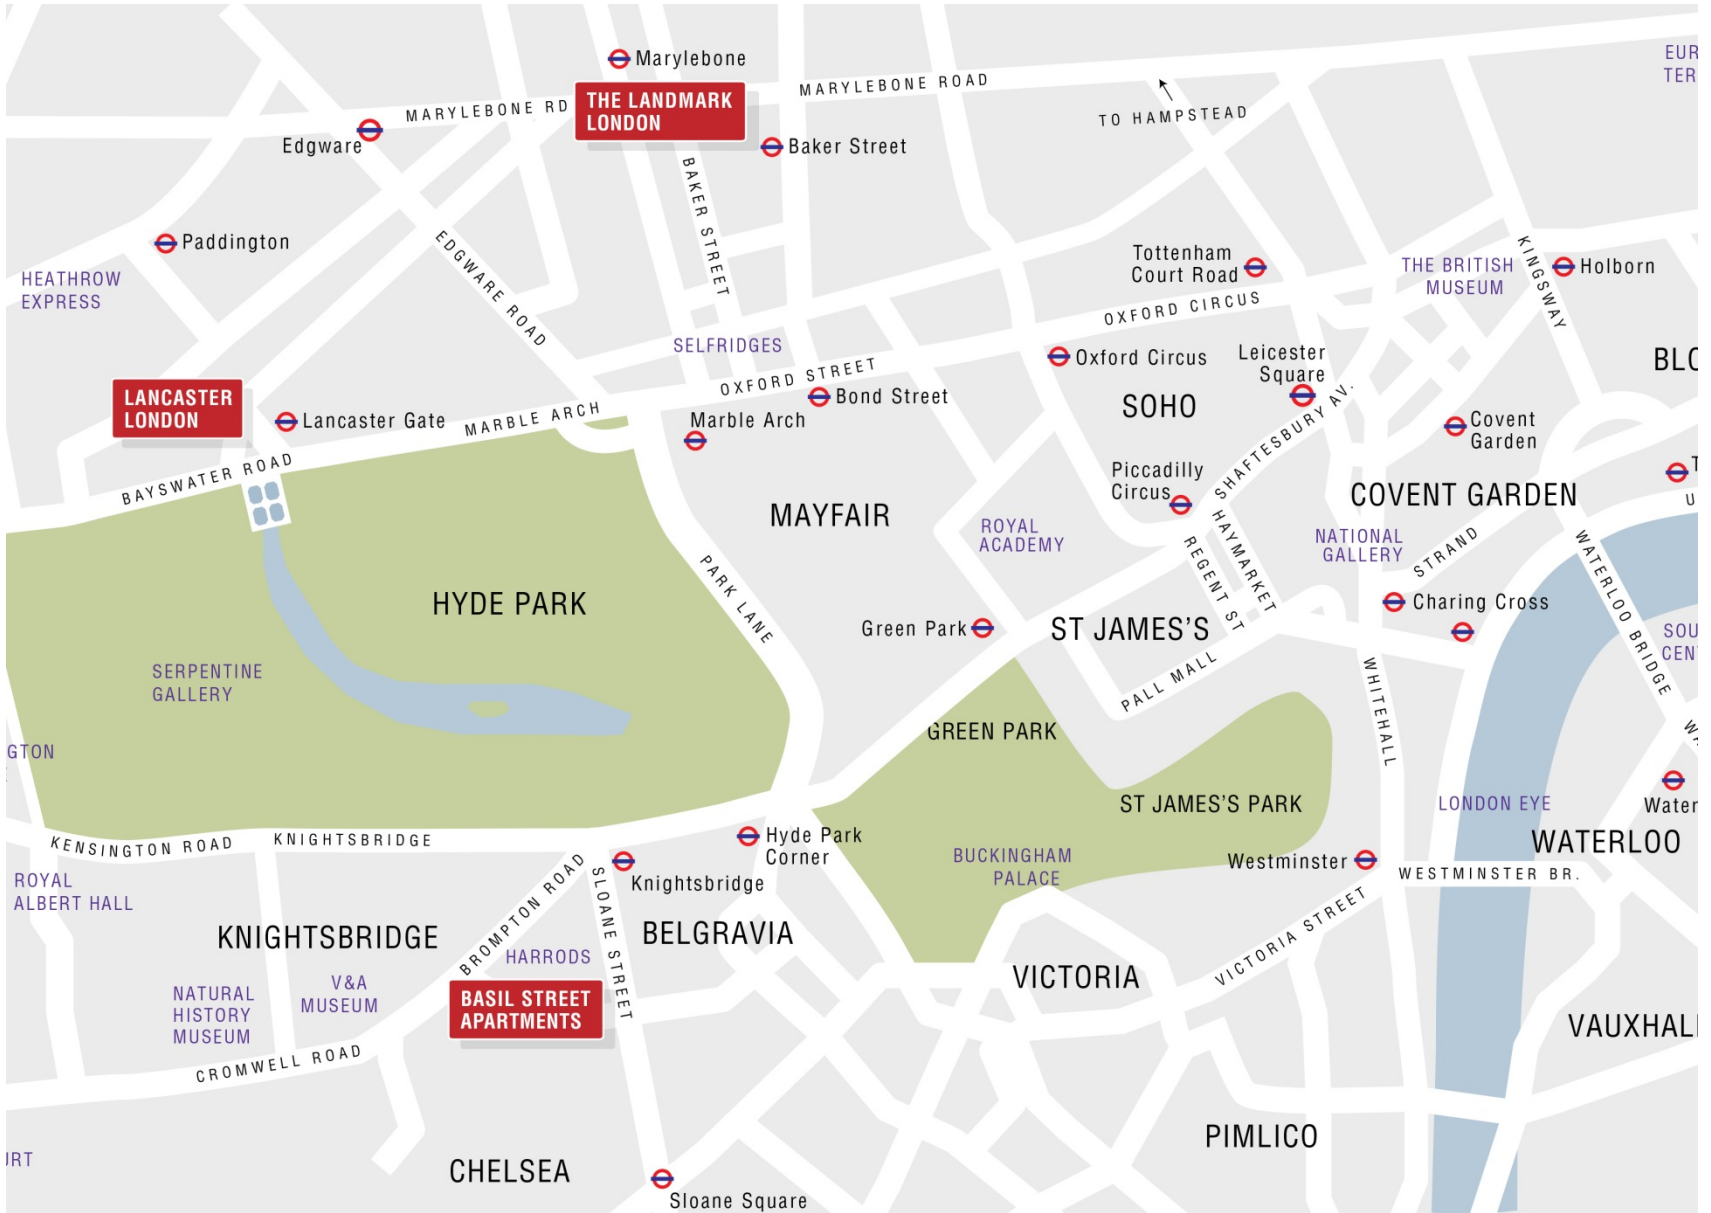 Marylebone
MARYLEBONE ROAD
EUR
TER
MARYLEBONE RD
THE LANDMARK
LONDON
TO HAMPSTEAD
Edgware
Baker Street
BAKER STREET
Paddington
EDGWARE ROAD
HEATHROW
EXPRESS
Tottenham
Court Road
THE BRITISH
MUSEUM
KINGSWAY
Holborn
OXFORD CIRCUS
SELFRIDGES
OXFORD STREET
Oxford Circus
Leicester
Square
BLO
LANCASTER
LONDON
Lancaster Gate
MARBLE ARCH
Marble Arch
Bond Street
SOHO
SHAFTESBURY AV.
Covent
Garden
BAYSWATER ROAD
Piccadilly
Circus
COVENT GARDEN
T
U
MAYFAIR
ROYAL
ACADEMY
HAYMARKET
REGENT ST
NATIONAL
GALLERY
STRAND
WATERLOO BRIDGE
HYDE PARK
PARK LANE
Green Park
ST JAMES'S
Charing Cross
SOU
CEN
SERPENTINE
GALLERY
PALL MALL
WHITEHALL
GTON
GREEN PARK
WA
ST JAMES'S PARK
LONDON EYE
Water
KENSINGTON ROAD
KNIGHTSBRIDGE
Hyde Park
Corner
WATERLOO
ROYAL
ALBERT HALL
BROMPTON ROAD
SLOANE STREET
Knightsbridge
BUCKINGHAM
PALACE
Westminster
WESTMINSTER BR.
KNIGHTSBRIDGE
HARRODS
BELGRAVIA
VICTORIA
VICTORIA STREET
V&A
MUSEUM
NATURAL
HISTORY
MUSEUM
BASIL STREET
APARTMENTS
VAUXHALL
CROMWELL ROAD
PIMLICO
URT
CHELSEA
Sloane Square